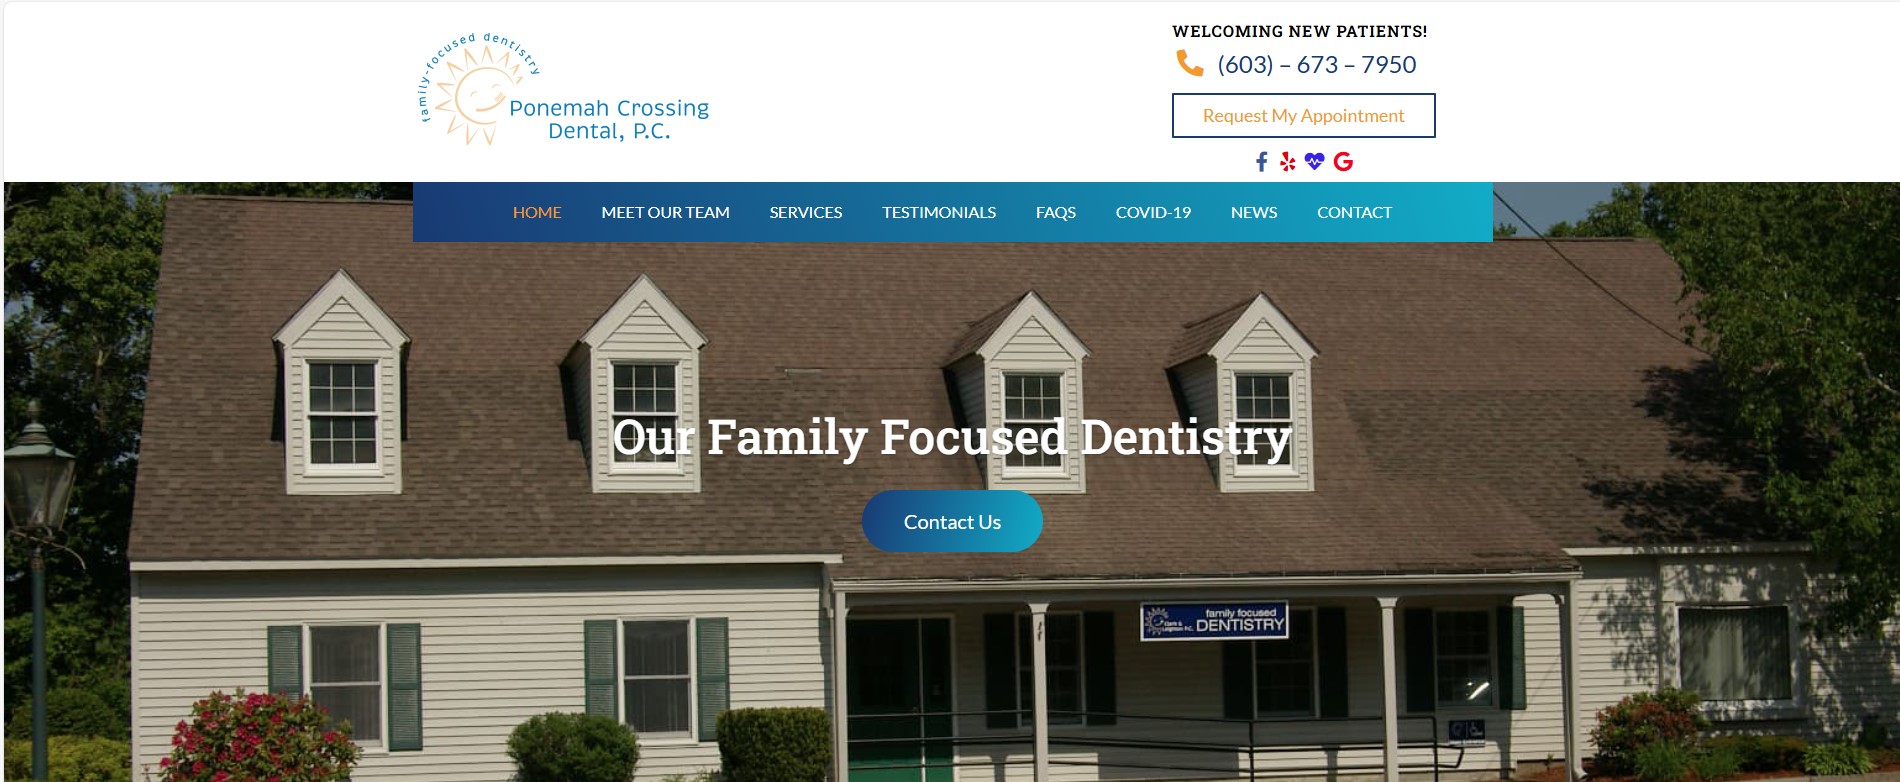 family-focused dentistry
Ponemah Crossing
Dental, P.C.
WELCOMING NEW PATIENTS!
(603) – 673 – 7950
Request My Appointment
HOME MEET OUR TEAM SERVICES TESTIMONIALS FAQS COVID-19 NEWS CONTACT
Our Family Focused Dentistry
Contact Us
family focused
DENTISTRY